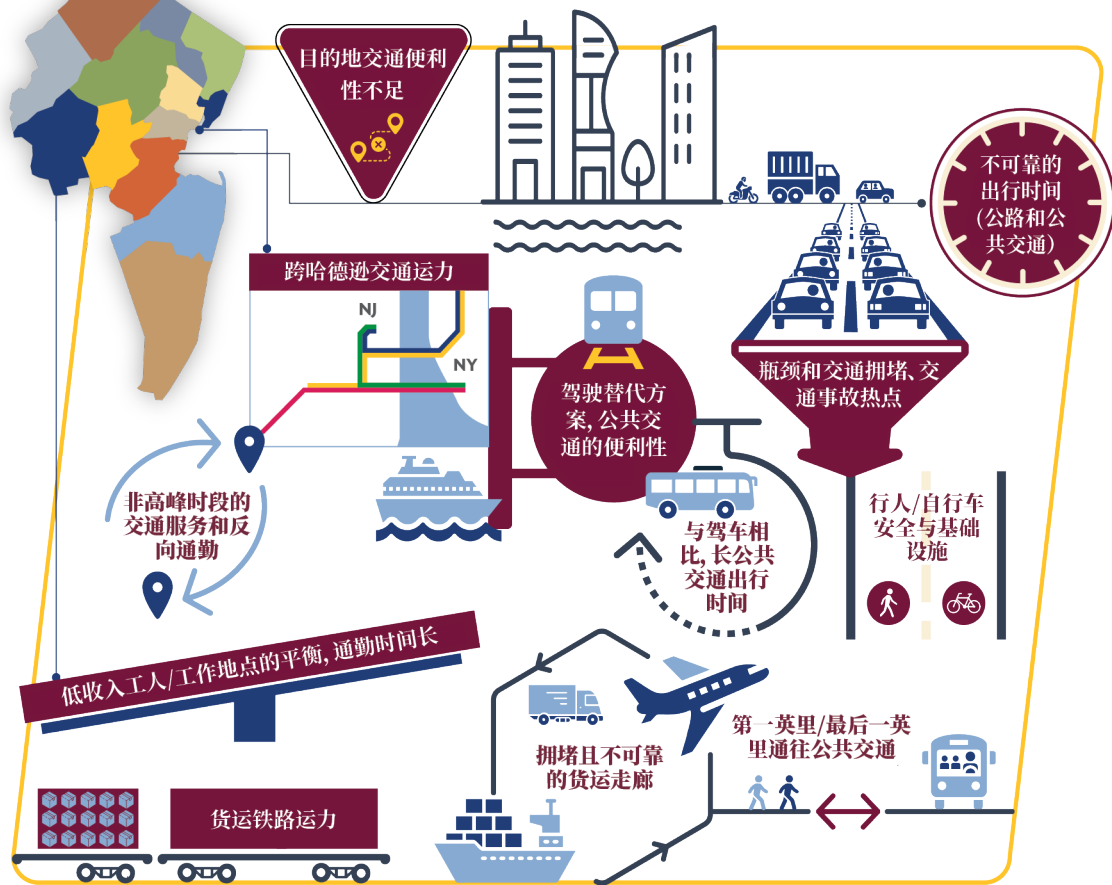 目的地交通便利
性不足
不可靠的
出行时间
(公路和公
共交通)
跨哈德逊交通运力
NJ
NY
驾驶替代方
案, 公共交
通的便利性
瓶颈和交通拥堵、交
通事故热点
非高峰时段的
交通服务和反
向通勤
与驾车相
比, 长公共
交通出行
时间
行人/自行车
安全与基础
设施
低收入工人/工作地点的平衡, 通勤时间长
拥堵且不可靠
的货运走廊
第一英里/最后一英
里通往公共交通
货运铁路运力